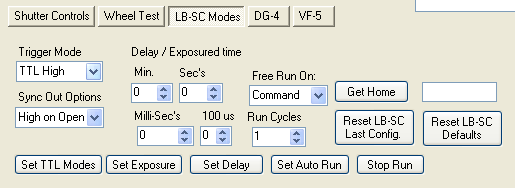 Shutter Controls Wheel Test LB-SC Modes DG-4 VF-5
Trigger Mode Delay / Exposured time
TTL High Min. Sec's Free Run On:
0 0 Command Get Home
Sync Out Options Milli-Sec's 100 us Run Cycles
High on Open 0 0 1 Reset LB-SC Last Config. Reset LB-SC Defaults
Set TTL Modes Set Exposure Set Delay Set Auto Run Stop Run